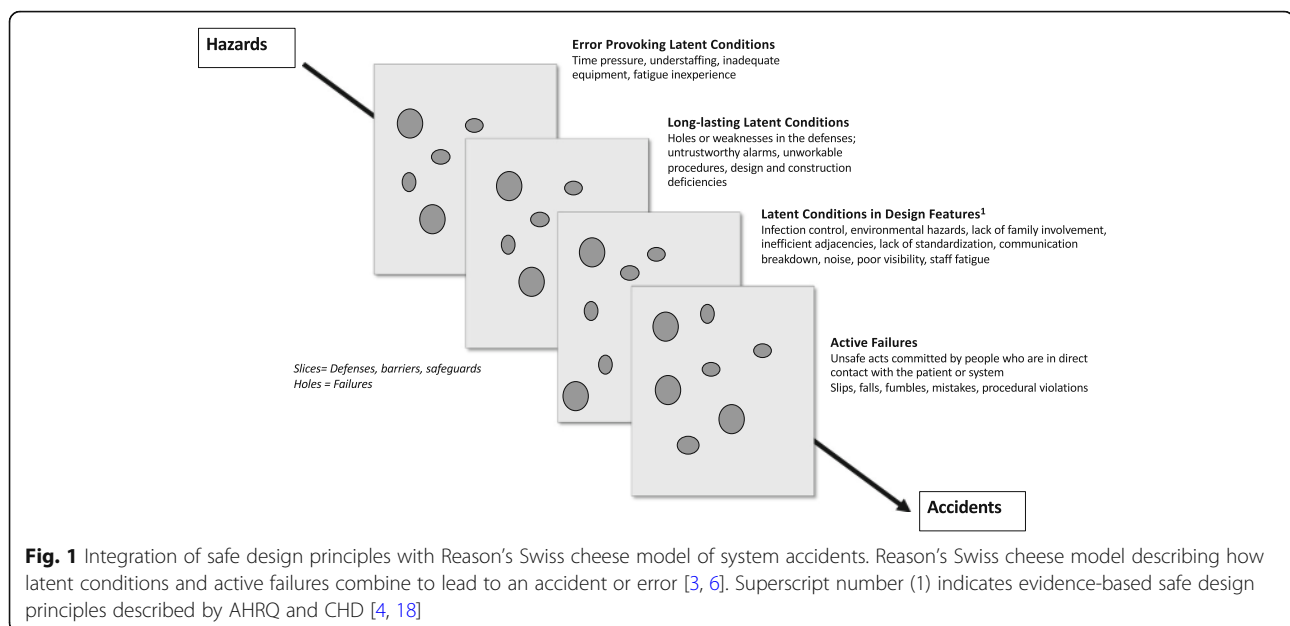 Hazards
Error Provoking Latent Conditions
Time pressure, understaffing, inadequate
equipment, fatigue inexperience
Long-lasting Latent Conditions
Holes or weaknesses in the defenses;
untrustworthy alarms, unworkable
procedures, design and construction
deficiencies
Latent Conditions in Design Features¹
Infection control, environmental hazards, lack of family involvement,
inefficient adjacencies, lack of standardization, communication
breakdown, noise, poor visibility, staff fatigue
Active Failures
Unsafe acts committed by people who are in direct
contact with the patient or system
Slips, falls, fumbles, mistakes, procedural violations
Slices= Defenses, barriers, safeguards
Holes = Failures
Accidents
Fig. 1 Integration of safe design principles with Reason's Swiss cheese model of system accidents. Reason's Swiss cheese model describing how
latent conditions and active failures combine to lead to an accident or error [3, 6]. Superscript number (1) indicates evidence-based safe design
principles described by AHRQ and CHD [4, 18]